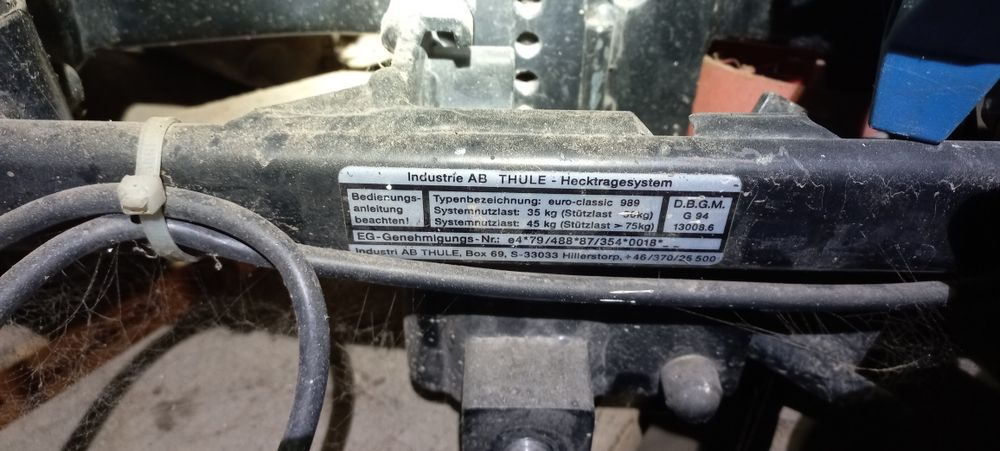 Industrie AB THULE - Hecktragesystem
Bedienungs-
anleitung
beachten!
Typenbezeichnung: euro-classic 989
Systemnutzlast: 35 kg (Stützlast
Systemnutzlast: 45 kg (Stützlast > 75kg)
D.B.G.M.
G 94
13008.6
EG-Genehmigungs-Nr.: e4*79/488*87/354*0018*
Industri AB THULE, Box 69, S-33033 Hillerstorp, +46/370/25 500